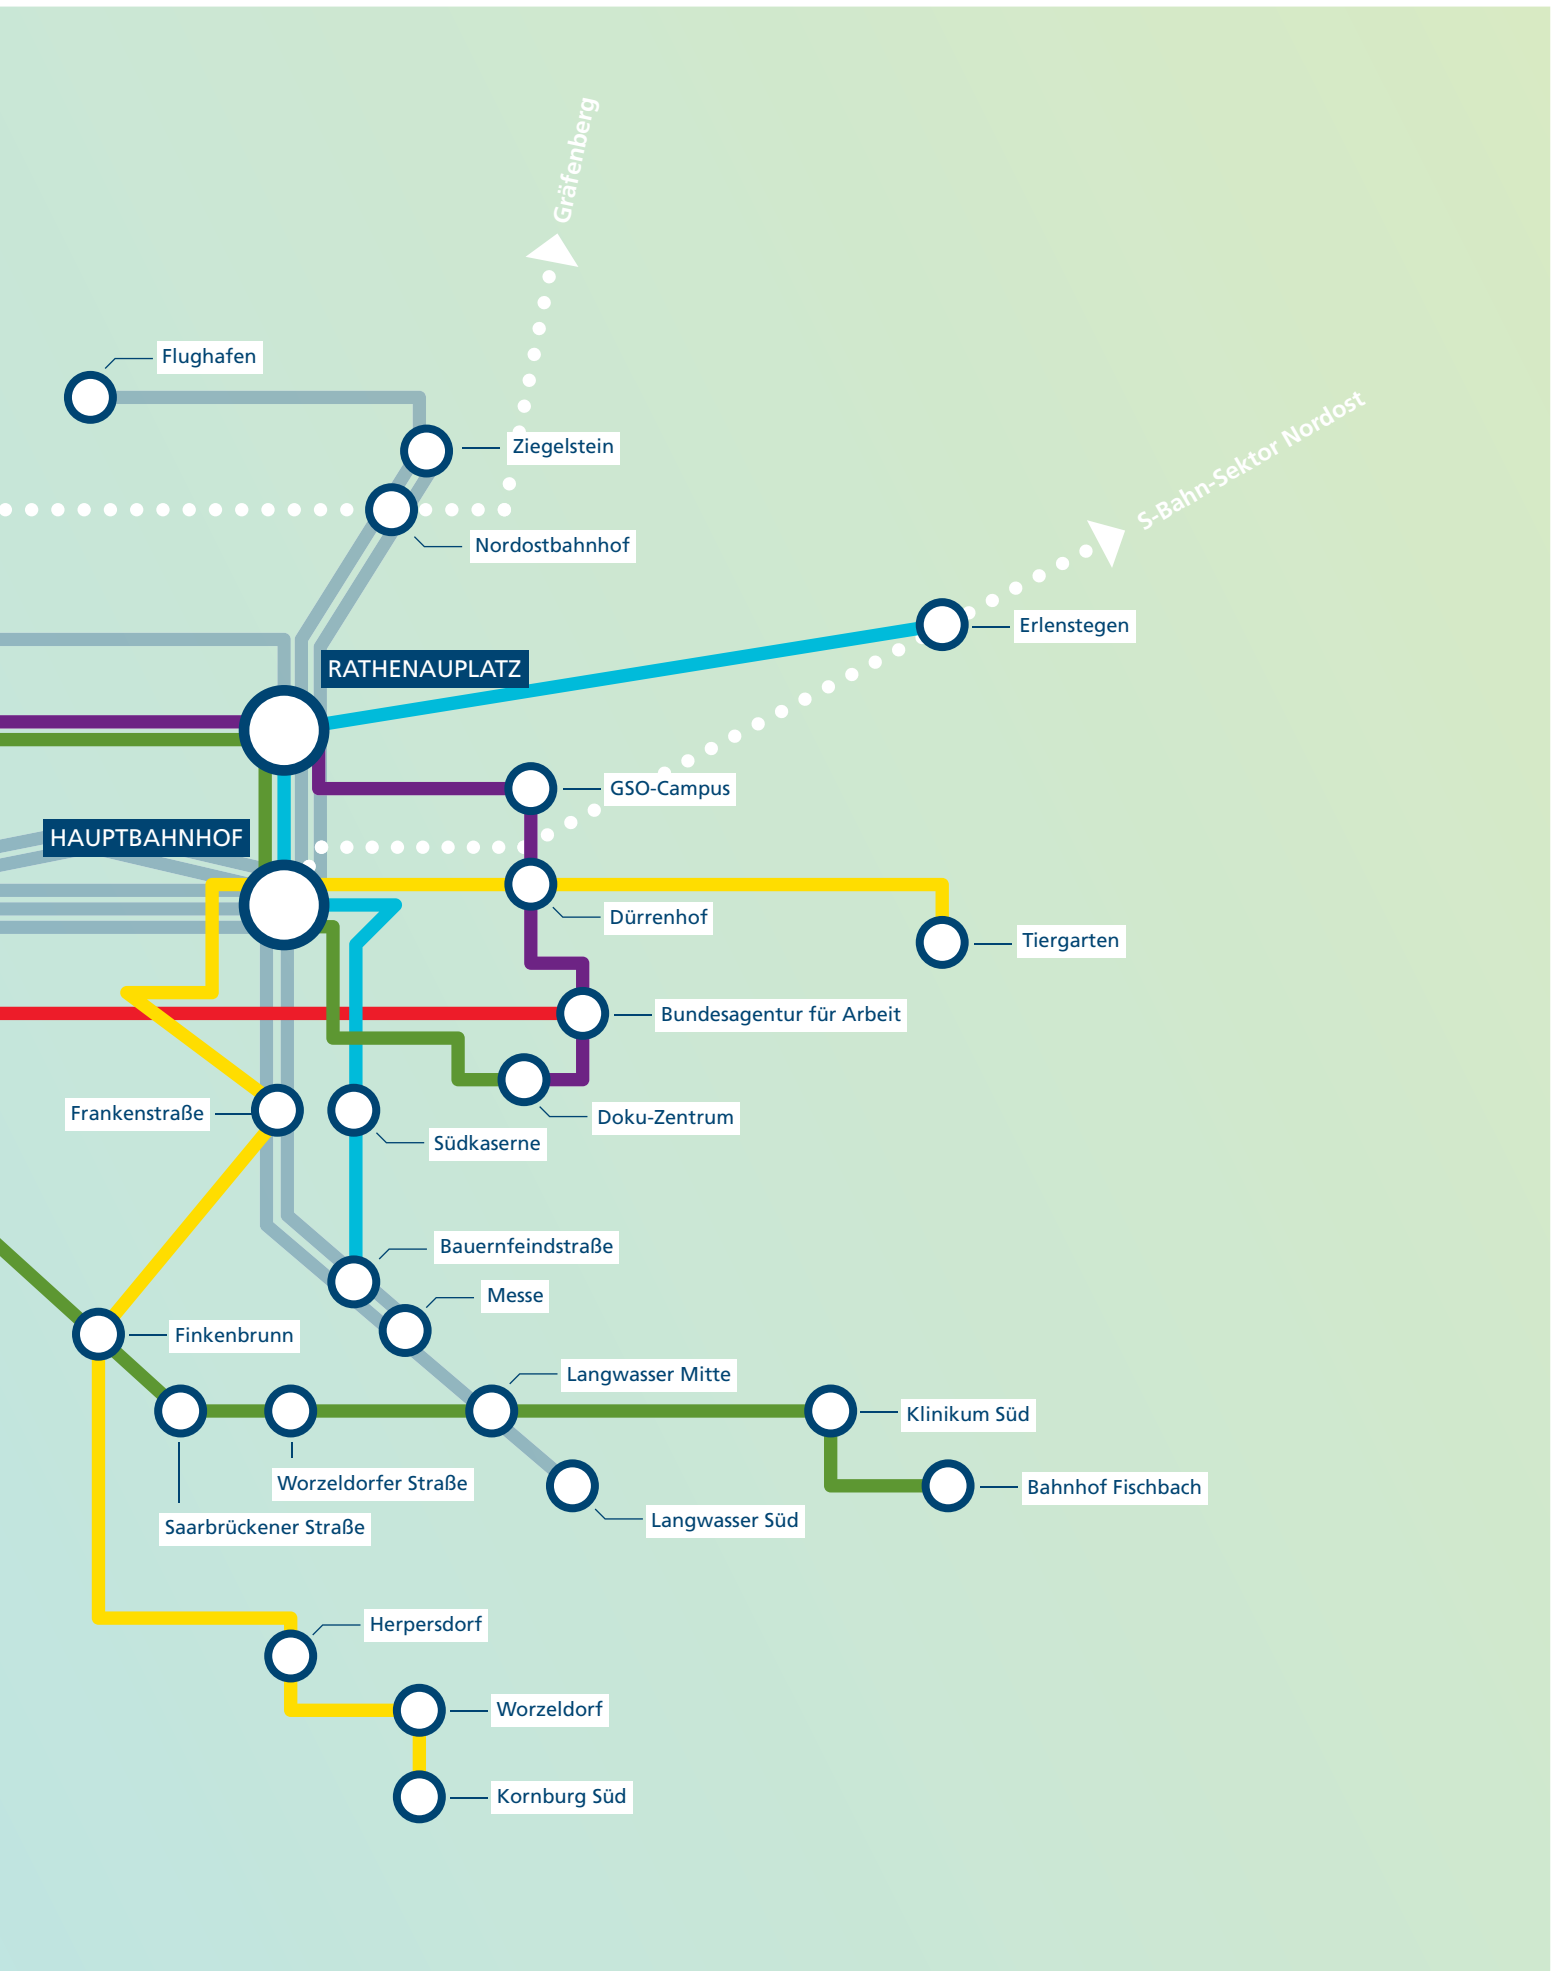 Gräfenberg
Flughafen
S-Bahn-Sektor Nordost
Ziegelstein
Nordostbahnhof
Erlenstegen
RATHENAUPLATZ
GSO-Campus
HAUPTBAHNHOF
Dürrenhof
Tiergarten
Bundesagentur für Arbeit
Frankenstraße
Doku-Zentrum
Südkaserne
Bauernfeindstraße
Messe
Finkenbrunn
Langwasser Mitte
Klinikum Süd
Worzeldorfer Straße
Bahnhof Fischbach
Langwasser Süd
Saarbrückener Straße
Herpersdorf
Worzeldorf
Kornburg Süd